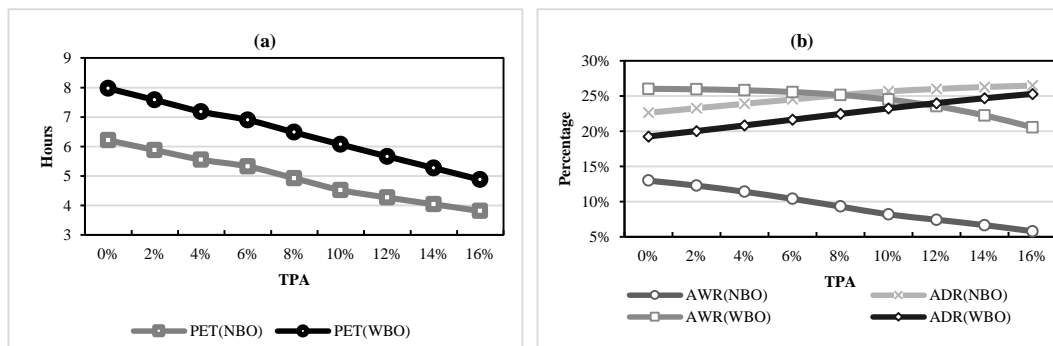 (a)
9
8
7
6
5
4
3
Hours
0% 2% 4% 6% 8% 10% 12% 14% 16%
TPA
PET(NBO) PET(WBO)
(b)
30%
25%
20%
15%
10%
5%
Percentage
0% 2% 4% 6% 8% 10% 12% 14% 16%
TPA
AWR(NBO) ADR(NBO)
AWR(WBO) ADR(WBO)